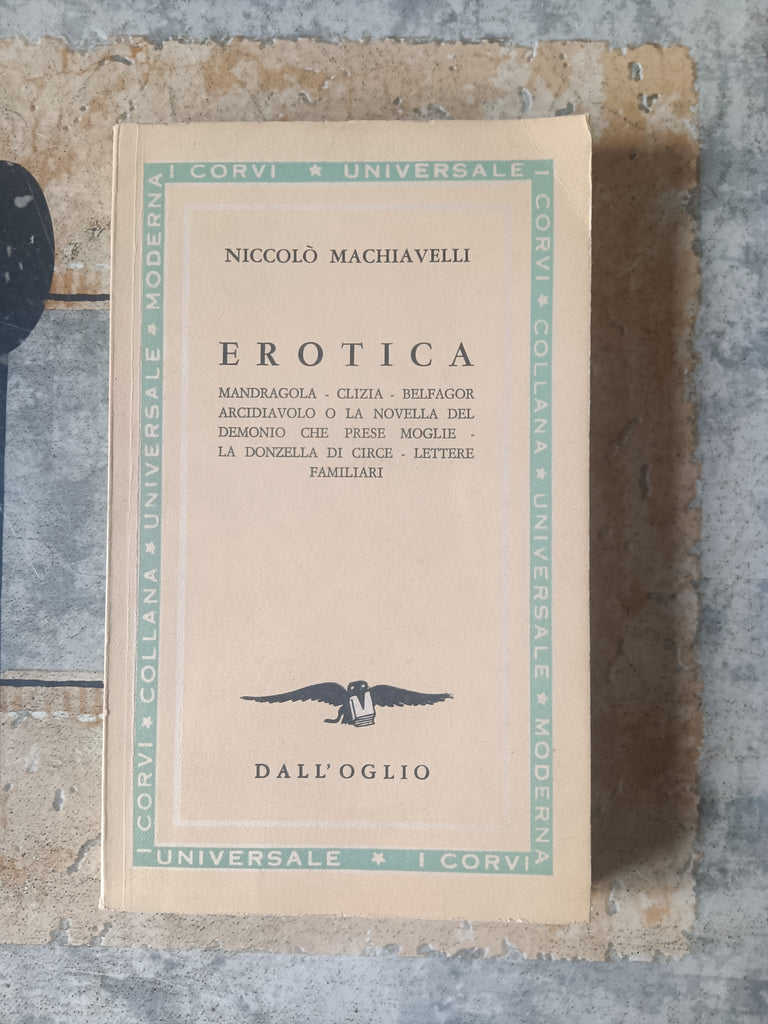 I CORVI ★ UNIVERSALE
I CORVI ★ COLLANA ★ UNIVERSALE ★ MODERNA
I CORVI ★ COLLANA ★ UNIVERSALE ★ MODERNA
NICCOLÒ MACHIAVELLI
EROTICA
MANDRAGOLA - CLIZIA - BELFAGOR
ARCIDIAVOLO O LA NOVELLA DEL
DEMONIO CHE PRESE MOGLIE -
LA DONZELLA DI CIRCE - LETTERE
FAMILIARI
DALL'OGLIO
UNIVERSALE ★ I CORVI